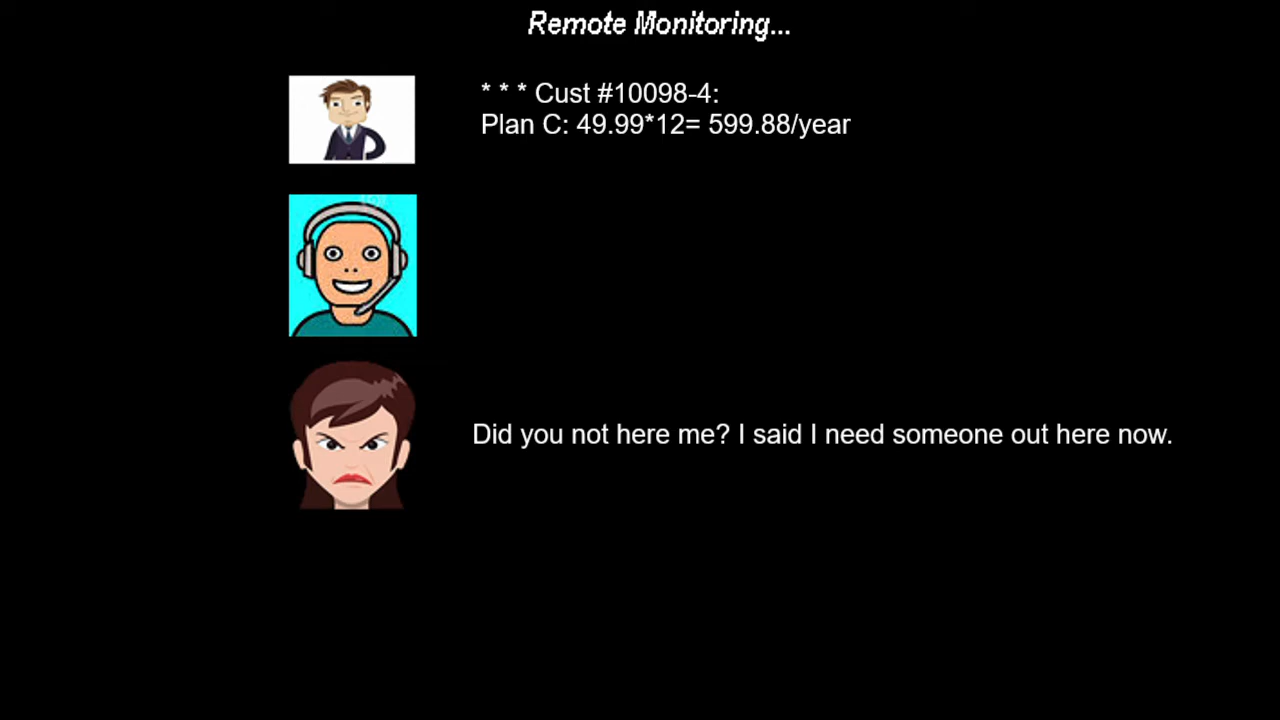 Remote Monitoring...
* * * Cust #10098-4:
Plan C: 49.99*12= 599.88/year
Did you not here me? I said I need someone out here now.